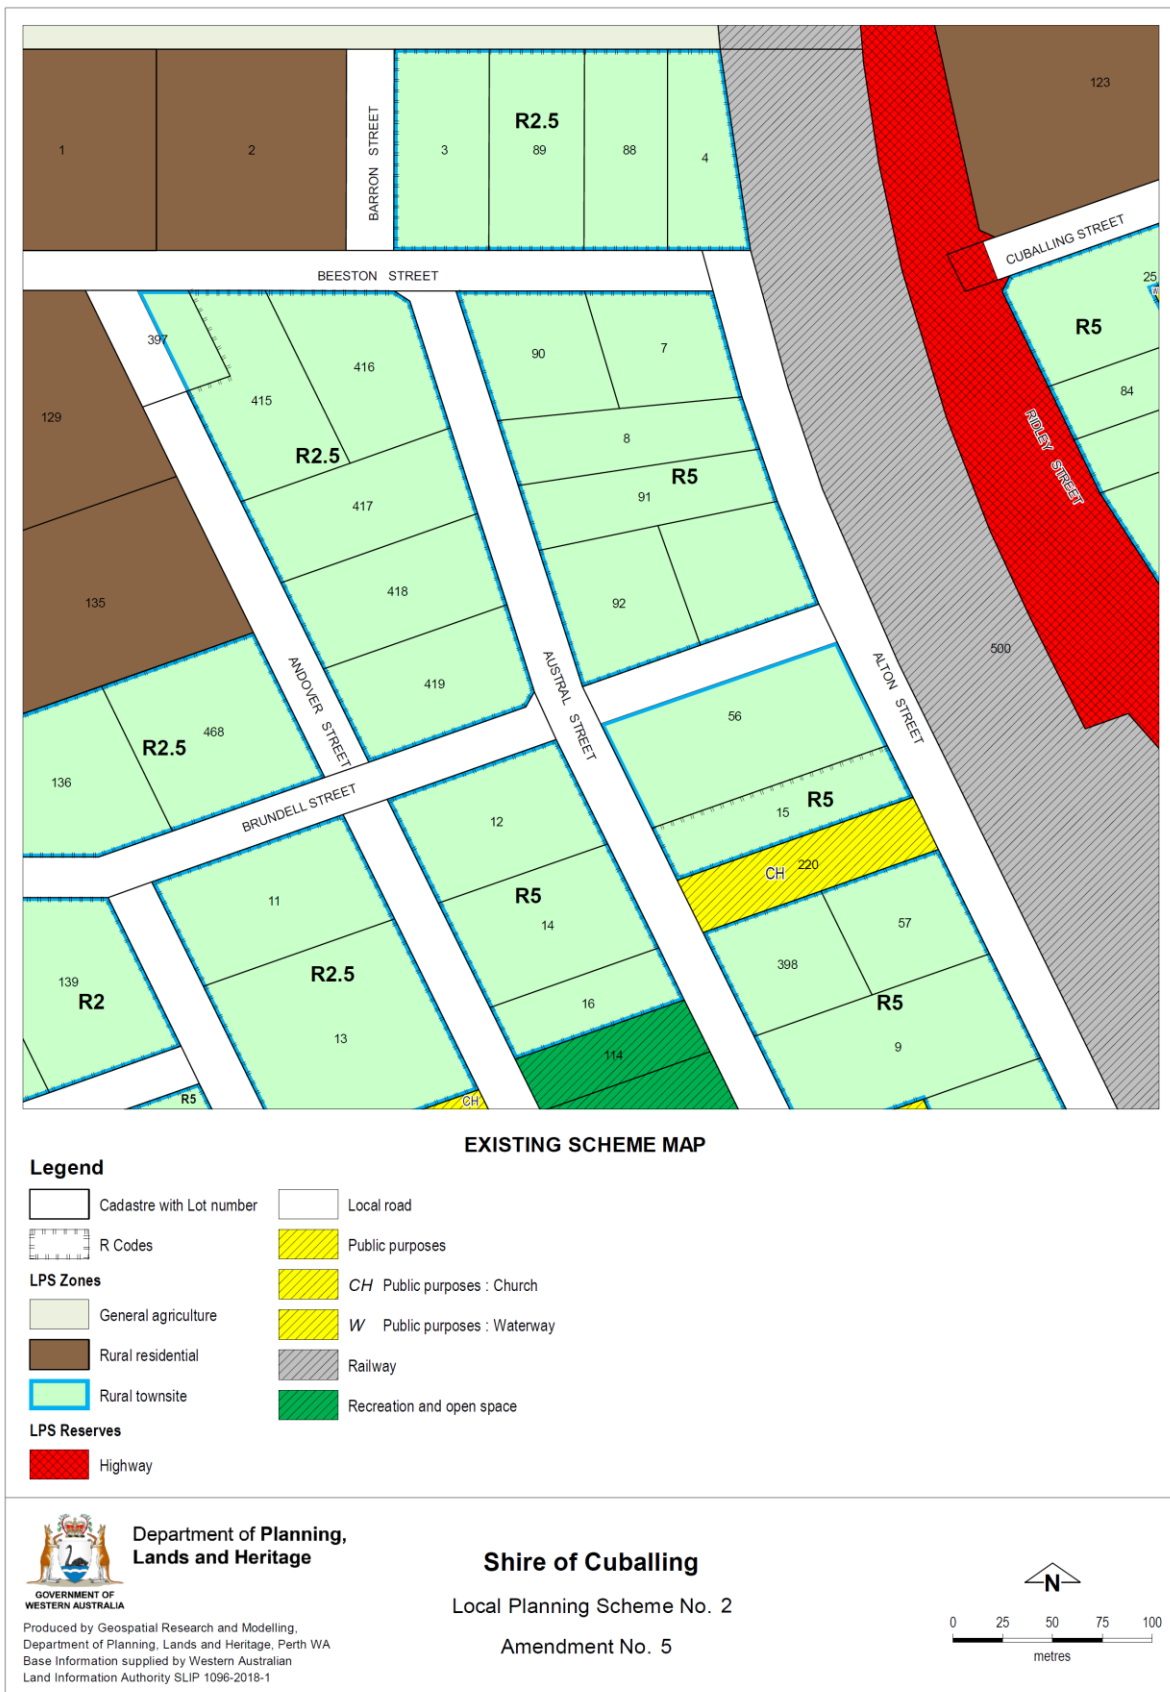 123
R2.5
1
2
BARRON STREET
3
89
88
4
CUBALLING STREET
BEESTON STREET
25
R5
397
416
90
7
415
84
129
R2.5
8
RIDLEY STREET
417
91
R5
418
92
135
500
ANDOVER STREET
419
AUSTRAL STREET
ALTON STREET
468
R2.5
56
136
BRUNDELL STREET
12
15
R5
CH
220
11
R5
14
57
398
139
R2
R2.5
16
R5
13
114
9
R5
CH
EXISTING SCHEME MAP
Legend
Cadastre with Lot number
R Codes
LPS Zones
General agriculture
Rural residential
Rural townsite
LPS Reserves
Highway
Local road
Public purposes
CH Public purposes : Church
W Public purposes : Waterway
Railway
Recreation and open space
Department of Planning,
Lands and Heritage
GOVERNMENT OF
WESTERN AUSTRALIA
Produced by Geospatial Research and Modelling,
Department of Planning, Lands and Heritage, Perth WA
Base Information supplied by Western Australian
Land Information Authority SLIP 1096-2018-1
Shire of Cuballing
Local Planning Scheme No. 2
Amendment No. 5
N
0 25 50 75 100
metres